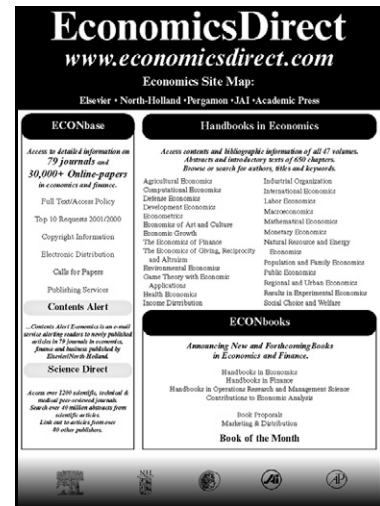 EconomicsDirect
www.economicsdirect.com
Economics Site Map:
Elsevier • North-Holland •Pergamon •JAI •Academic Press
ECONbase
Access to detailed information on
79 journals and
30,000+ Online-papers
in economics and finance.
Full Text/Access Policy
Top 10 Requests 2001/2000
Copyright Information
Electronic Distribution
Calls for Papers
Publishing Services
Contents Alert
...Contents Alert Economics is an e-mail
service alerting readers to newly published
articles in 79 journals in economics,
finance and business published by
Elsevier/North Holland.
Science Direct
Access over 1200 scientific, technical &
medical peer-reviewed journals.
Search over 40 million abstracts from
scientific articles.
Link out to articles from over
80 other publishers.
Handbooks in Economics
Access contents and bibliographic information of all 47 volumes.
Abstracts and introductory texts of 650 chapters.
Browse or search for authors, titles and keywords.
Agricultural Economics
Computational Economics
Defense Economics
Development Economics
Econometrics
Economics of Art and Culture
Economic Growth
The Economics of Finance
The Economics of Giving, Reciprocity
and Altruism
Environmental Economics
Game Theory with Economic
Applications
Health Economics
Income Distribution
Industrial Organization
International Economics
Labor Economics
Macroeconomics
Mathematical Economics
Monetary Economics
Natural Resource and Energy
Economics
Population and Family Economics
Public Economics
Regional and Urban Economics
Results in Experimental Economics
Social Choice and Welfare
ECONbooks
Announcing New and ForthcomingBooks
in Economics and Finance.
Handbooks in Economics
Handbooks in Finance
Handbooks in Operations Research and Management Science
Contributions to Economic Analysis
Book Proposals
Marketing & Distribution
Book of the Month